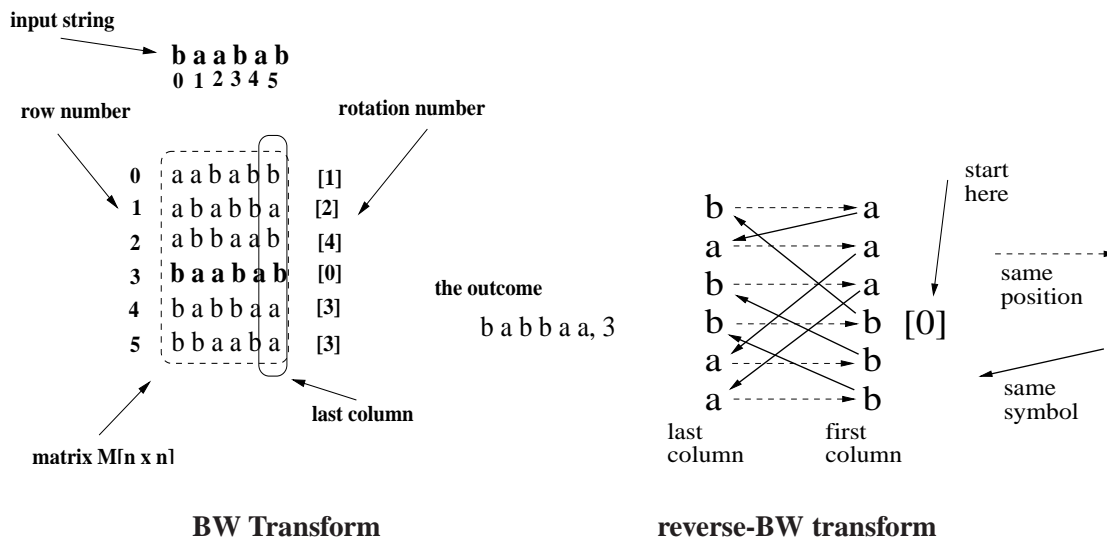 input string
b a a b a b
0 1 2 3 4 5
row number
rotation number
0 a a b a b b [1]
1 a b a b b a [2]
2 a b b a a b [4]
3 b a a b a b [0]
4 b a b b a a [3]
5 b b a a b a [3]
last column
matrix M[n x n]
BW Transform
the outcome
b a b b a a, 3
start
here
b a
a a
b a
b b [0]
a b
a b
last
column
first
column
same
position
same
symbol
reverse-BW transform